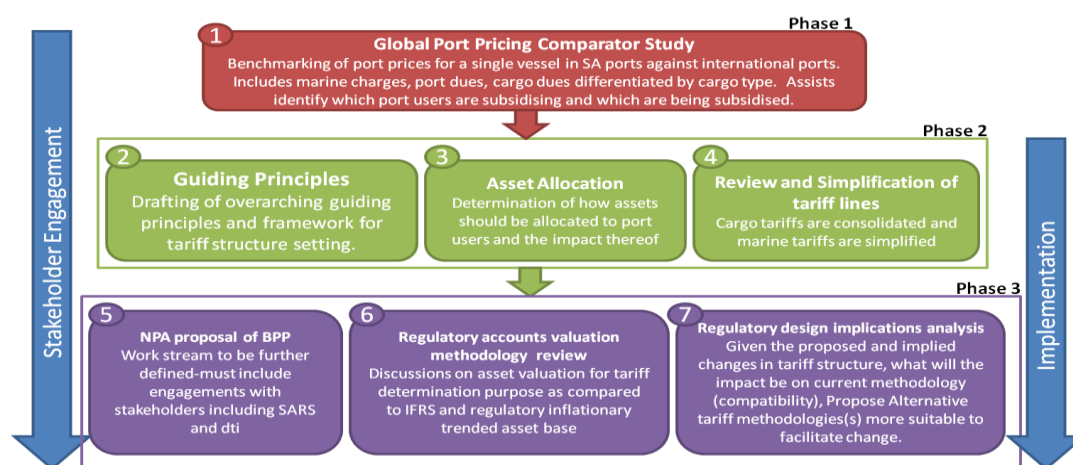 Phase 1
1
Global Port Pricing Comparator Study
Benchmarking of port prices for a single vessel in SA ports against international ports.
Includes marine charges, port dues, cargo dues differentiated by cargo type. Assists
identify which port users are subsidising and which are being subsidised.
Stakeholder Engagement
Phase 2
2
Guiding Principles
Drafting of overarching guiding
principles and framework for
tariff structure setting.
3
Asset Allocation
Determination of how assets
should be allocated to port
users and the impact thereof
4
Review and Simplification of
tariff lines
Cargo tariffs are consolidated and
marine tariffs are simplified
Implementation
Phase 3
5
NPA proposal of BPP
Work stream to be further
defined-must include
engagements with
stakeholders including SARS
and dti
6
Regulatory accounts valuation
methodology review
Discussions on asset valuation for tariff
determination purpose as compared
to IFRS and regulatory inflationary
trended asset base
7
Regulatory design implications analysis
Given the proposed and implied
changes in tariff structure, what will the
impact be on current methodology
(compatibility), Propose Alternative
tariff methodologies(s) more suitable to
facilitate change.